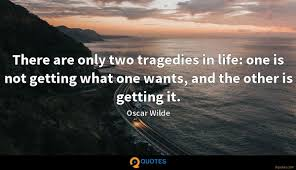 There are only two tragedies in life: one is
not getting what one wants, and the other is
getting it.
Oscar Wilde
QUOTES